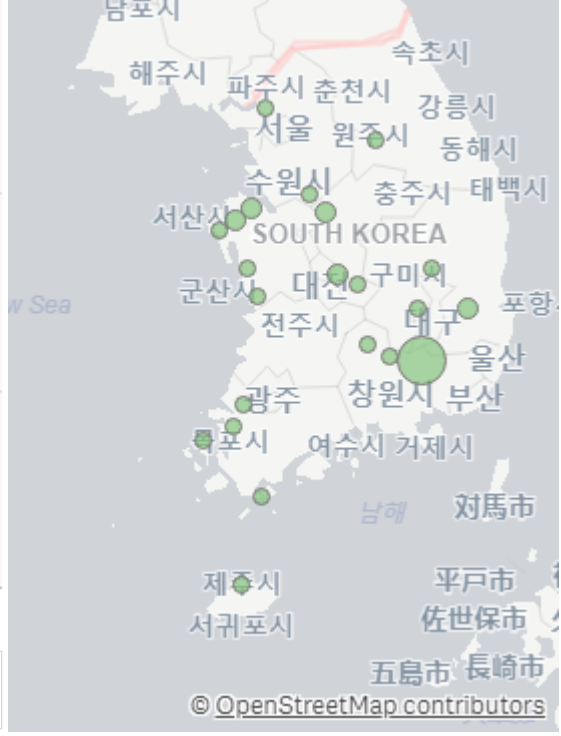 남포시
속초시
해주시
파주시
춘천시
강릉시
서울
원주시
동해시
수원시
충주시
태백시
서산시
SOUTH KOREA
군산시
대전
구미시
w Sea
포항
대구
전주시
울산
광주
창원시
부산
목포시
여수시
거제시
남해
対馬市
제주시
平戸市
서귀포시
佐世保市
五島市
長崎市
© OpenStreetMap contributors